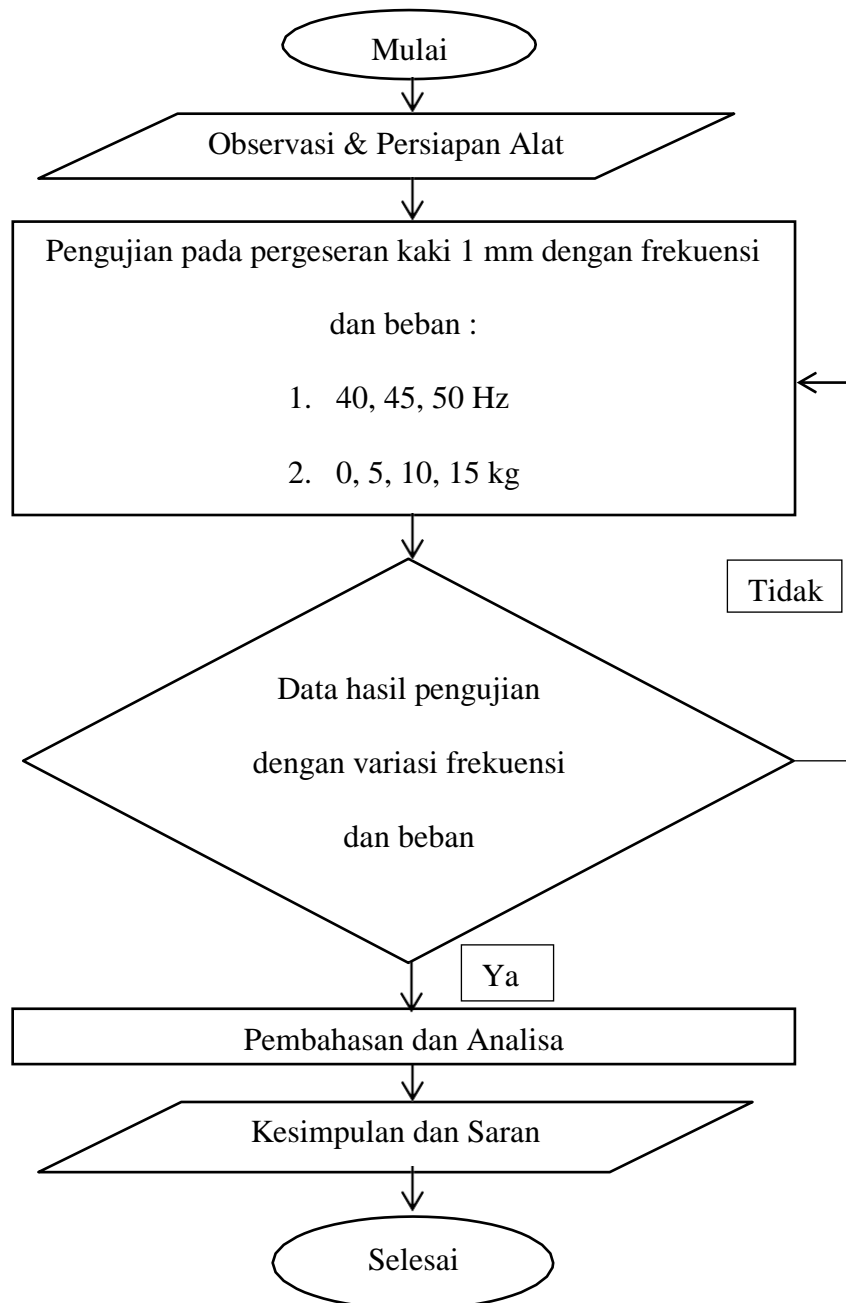 Mulai
Observasi & Persiapan Alat
Pengujian pada pergeseran kaki 1 mm dengan frekuensi
dan beban :
1. 40, 45, 50 Hz
2. 0, 5, 10, 15 kg
Tidak
Data hasil pengujian
dengan variasi frekuensi
dan beban
Ya
Pembahasan dan Analisa
Kesimpulan dan Saran
Selesai